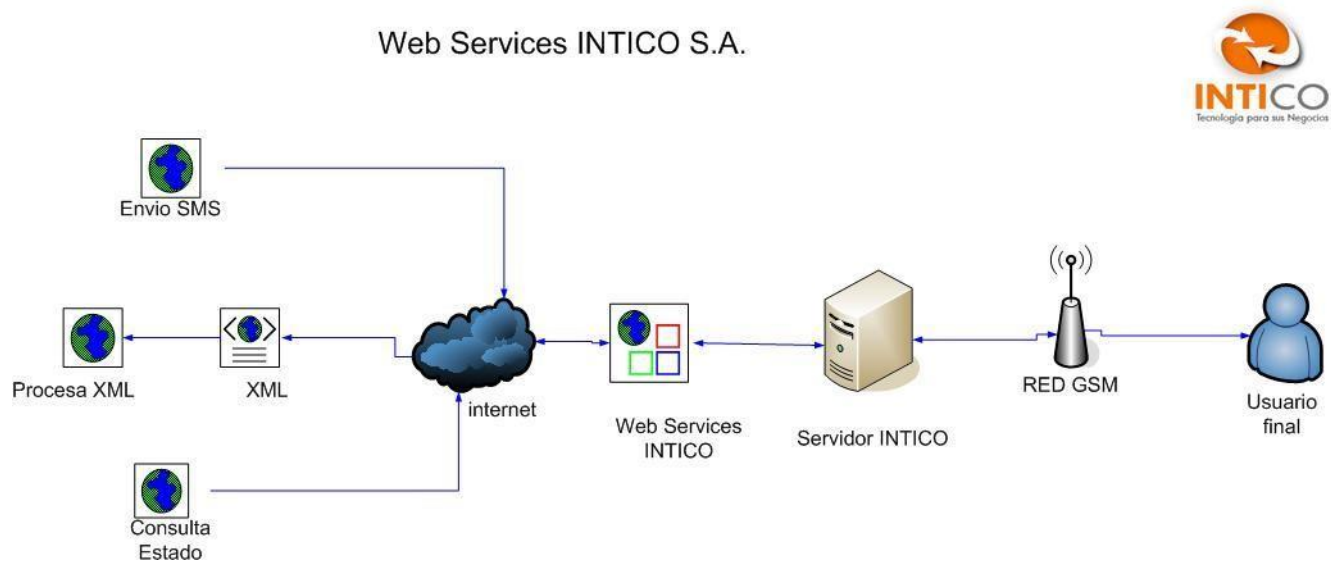 Web Services INTICO S.A.
INTICO
Tecnología para sus Negocios
Envio SMS
Procesa XML
XML
internet
Web Services
INTICO
Servidor INTICO
RED GSM
Usuario
final
Consulta
Estado